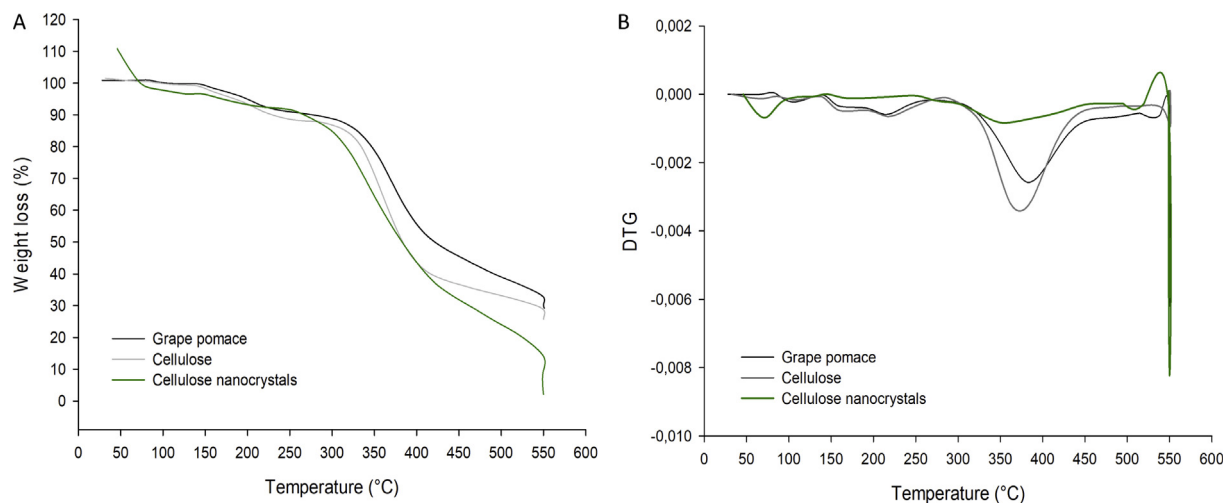 A
120
110
100
90
80
70
60
50
40
30
20
10
0
Weight loss (%)
Grape pomace
Cellulose
Cellulose nanocrystals
0 50 100 150 200 250 300 350 400 450 500 550 600
Temperature (°C)
B
0,002
0,000
-0,002
-0,004
-0,006
-0,008
-0,010
DTG
Grape pomace
Cellulose
Cellulose nanocrystals
0 50 100 150 200 250 300 350 400 450 500 550 600
Temperature (°C)